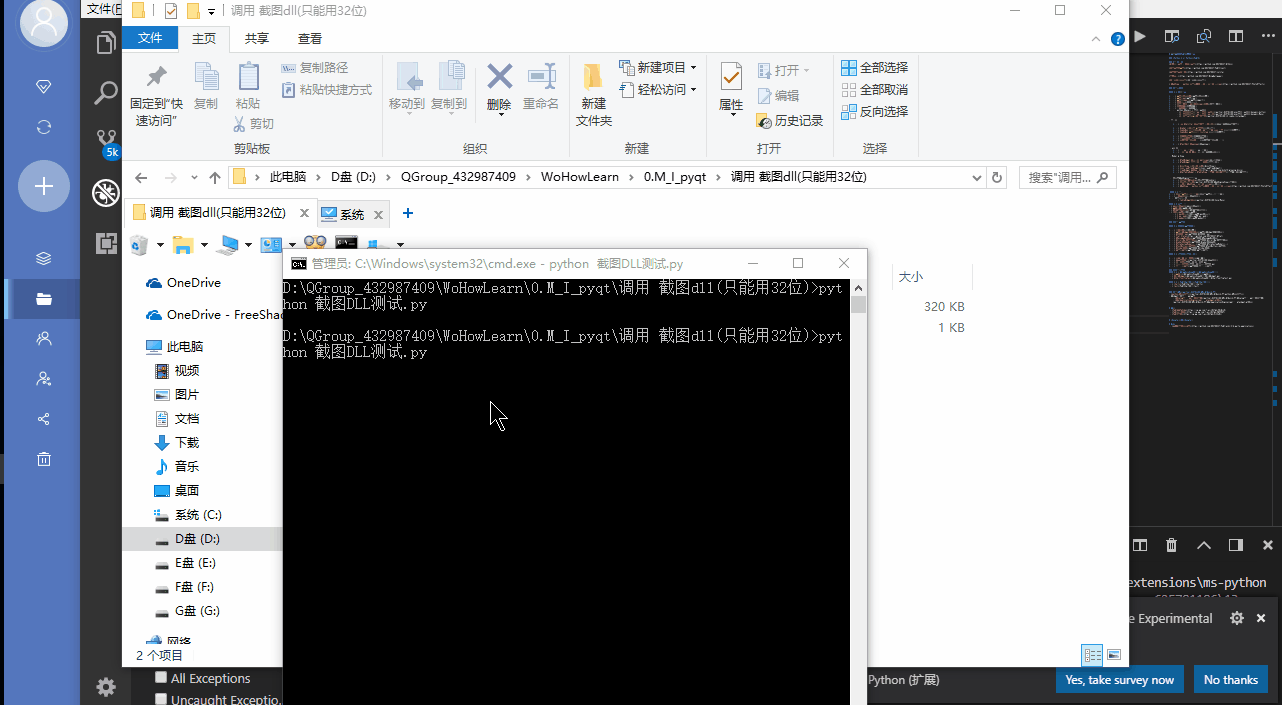 文件(F
调用 截图dll(只能用32位)
文件
主页
共享
查看
固定到"快
速访问"
复制
粘贴
复制路径
粘贴快捷方式
剪切
剪贴板
移动到
复制到
删除
重命名
组织
新建
文件夹
新建项目
轻松访问
新建
属性
打开
编辑
历史记录
打开
全部选择
全部取消
反向选择
选择
此电脑
D盘 (D:)
QGroup_432987409
WoHowLearn
0.M_I_pyqt
调用 截图dll(只能用32位)
搜索"调用...
调用 截图dll(只能用32位)
系统
5k
OneDrive
OneDrive - FreeSha
此电脑
视频
图片
文档
下载
音乐
桌面
系统 (C:)
D盘 (D:)
E盘 (E:)
F盘 (F:)
G盘 (G:)
网络
2 个项目
大小
320 KB
1 KB
管理员: C:\Windows\system32\cmd.exe - python 截图DLL测试.py
D:\QGroup_432987409\WoHowLearn\0.M_I_pyqt\调用 截图dll(只能用32位)>pyt
hon 截图DLL测试.py
D:\QGroup_432987409\WoHowLearn\0.M_I_pyqt\调用 截图dll(只能用32位)>pyt
hon 截图DLL测试.py
extensions\ms-python
e Experimental
Python (扩展)
Yes, take survey now
No thanks
All Exceptions
Uncaught Exceptio.